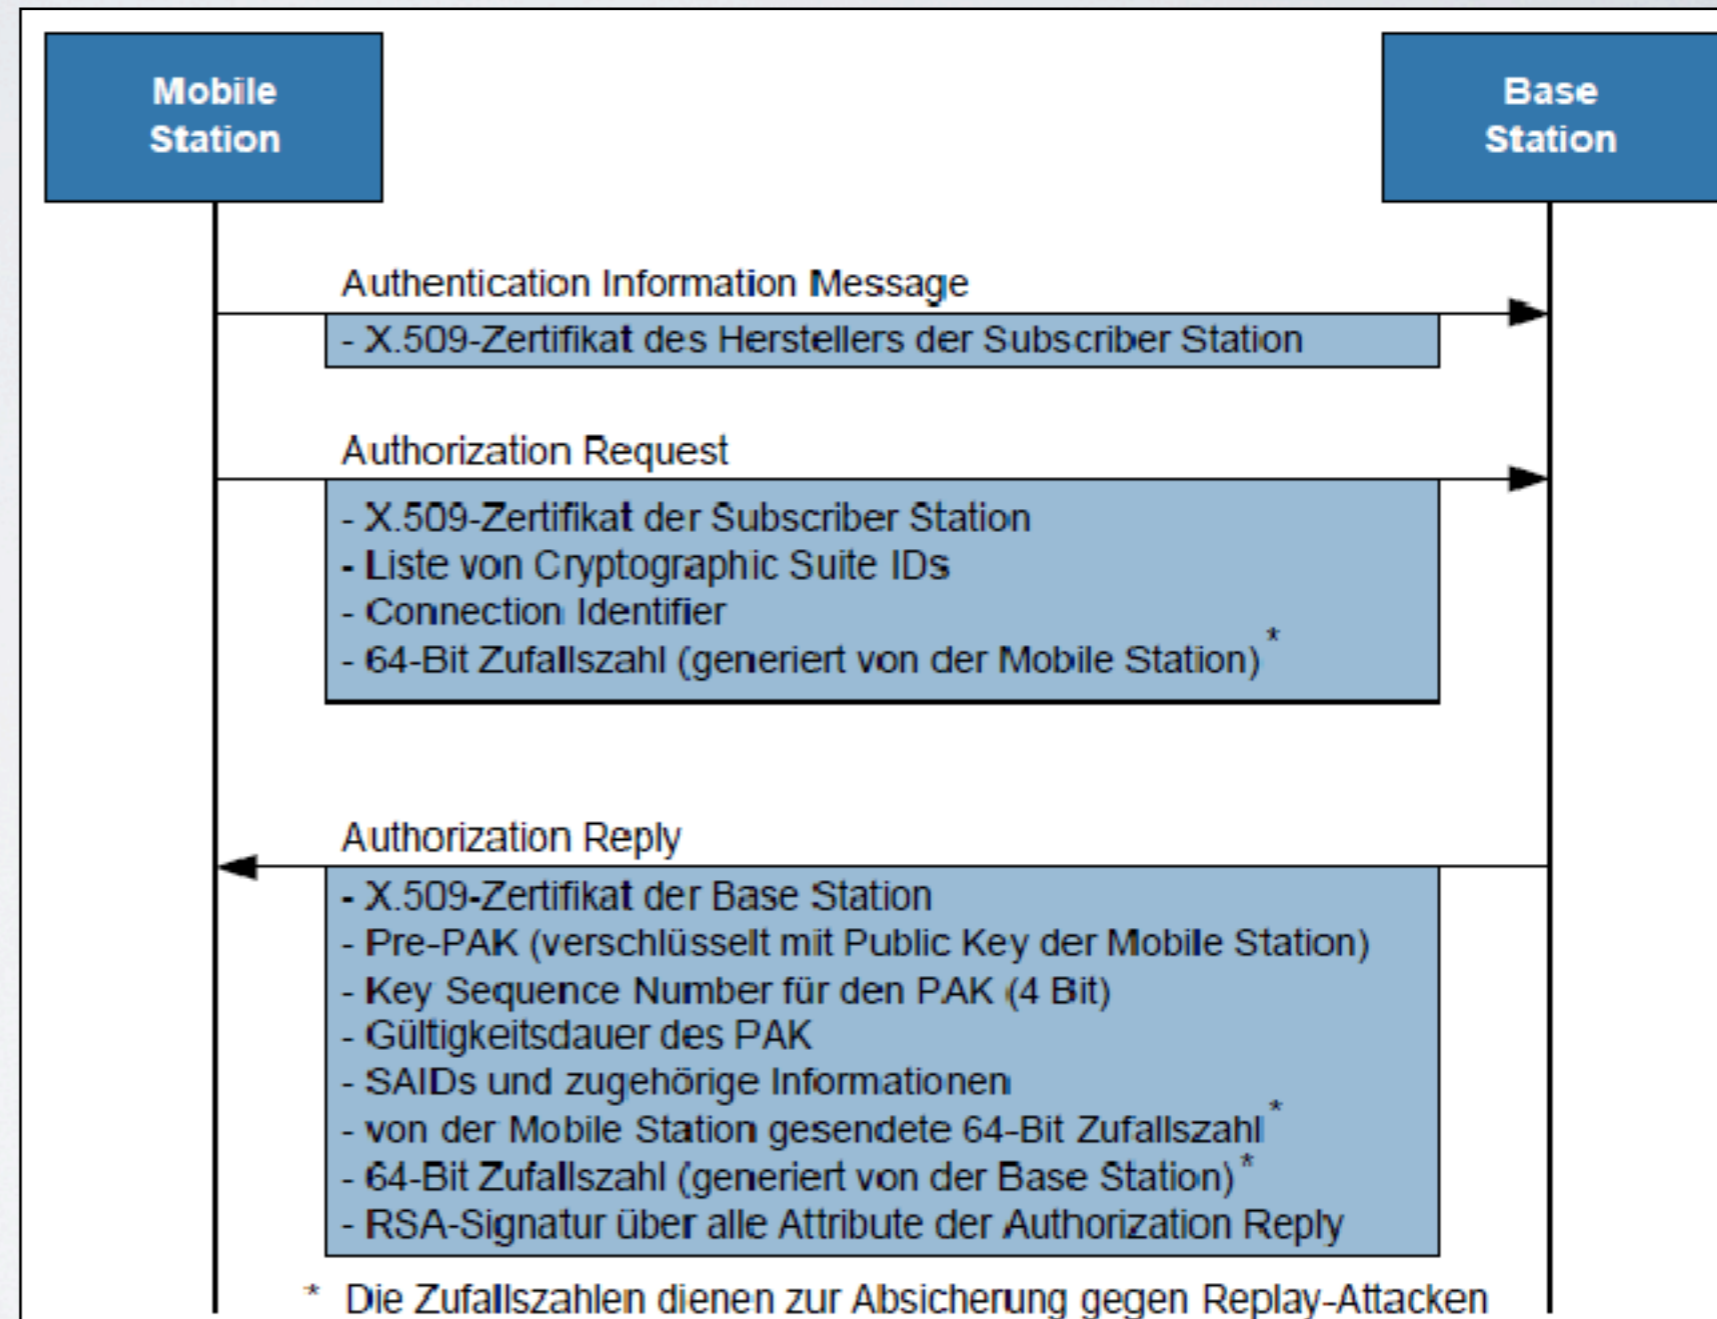 Mobile
Station
Base
Station
Authentication Information Message
- X.509-Zertifikat des Herstellers der Subscriber Station
Authorization Request
- X.509-Zertifikat der Subscriber Station
- Liste von Cryptographic Suite IDs
- Connection Identifier
- 64-Bit Zufallszahl (generiert von der Mobile Station)*
Authorization Reply
- X.509-Zertifikat der Base Station
- Pre-PAK (verschlüsselt mit Public Key der Mobile Station)
- Key Sequence Number für den PAK (4 Bit)
- Gültigkeitsdauer des PAK
- SAIDs und zugehörige Informationen
- von der Mobile Station gesendete 64-Bit Zufallszahl*
- 64-Bit Zufallszahl (generiert von der Base Station)*
- RSA-Signatur über alle Attribute der Authorization Reply
* Die Zufallszahlen dienen zur Absicherung gegen Replay-Attacken